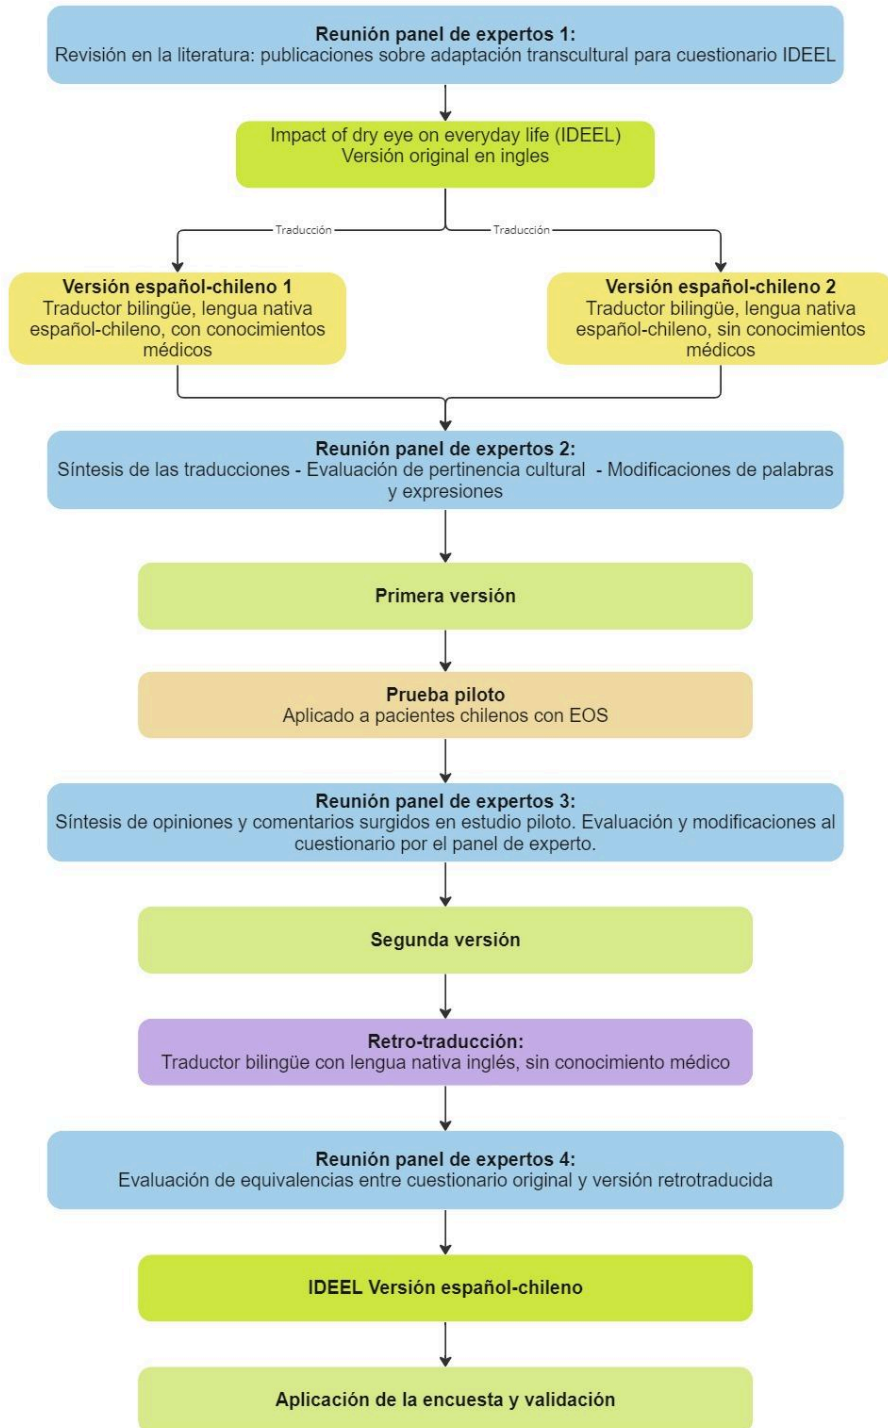 Reunión panel de expertos 1:
Revisión en la literatura: publicaciones sobre adaptación transcultural para cuestionario IDEEL
Impact of dry eye on everyday life (IDEEL)
Versión original en ingles
Traducción
Traducción
Versión español-chileno 1
Traductor bilingüe, lengua nativa
español-chileno, con conocimientos
médicos
Versión español-chileno 2
Traductor bilingüe, lengua nativa
español-chileno, sin conocimientos
médicos
Reunión panel de expertos 2:
Síntesis de las traducciones - Evaluación de pertinencia cultural - Modificaciones de palabras
y expresiones
Primera versión
Prueba piloto
Aplicado a pacientes chilenos con EOS
Reunión panel de expertos 3:
Síntesis de opiniones y comentarios surgidos en estudio piloto. Evaluación y modificaciones al
cuestionario por el panel de experto.
Segunda versión
Retro-traducción:
Traductor bilingüe con lengua nativa inglés, sin conocimiento médico
Reunión panel de expertos 4:
Evaluación de equivalencias entre cuestionario original y versión retrotraducida
IDEEL Versión español-chileno
Aplicación de la encuesta y validación